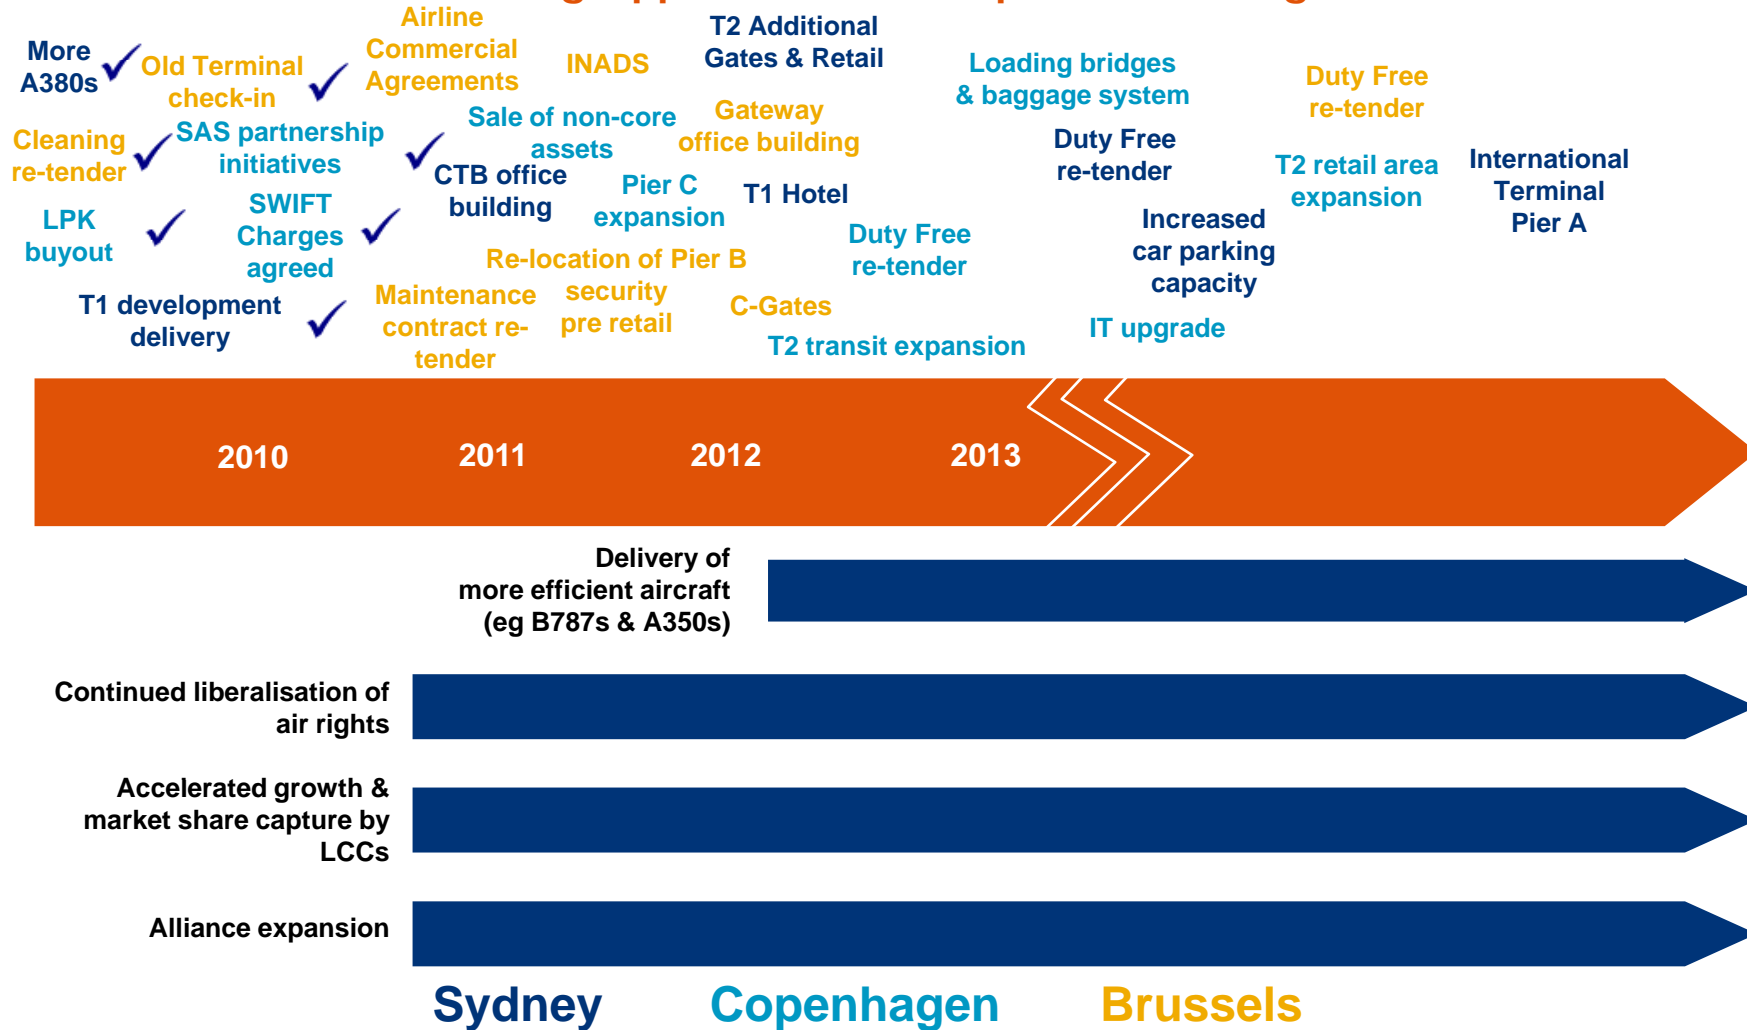 More
A380s
Old Terminal
check-in
Airline
Commercial
Agreements
INADS
T2 Additional
Gates & Retail
Loading bridges
& baggage system
Duty Free
re-tender
Cleaning
re-tender
SAS partnership
initiatives
Sale of non-core
assets
Gateway
office building
Duty Free
re-tender
T2 retail area
expansion
International
Terminal
Pier A
LPK
buyout
SWIFT
Charges
agreed
CTB office
building
Pier C
expansion
T1 Hotel
Duty Free
re-tender
Increased
car parking
capacity
T1 development
delivery
Maintenance
contract re-
tender
Re-location of Pier B
security
pre retail
C-Gates
T2 transit expansion
IT upgrade
2010
2011
2012
2013
Delivery of
more efficient aircraft
(eg B787s & A350s)
Continued liberalisation of
air rights
Accelerated growth &
market share capture by
LCCs
Alliance expansion
Sydney
Copenhagen
Brussels